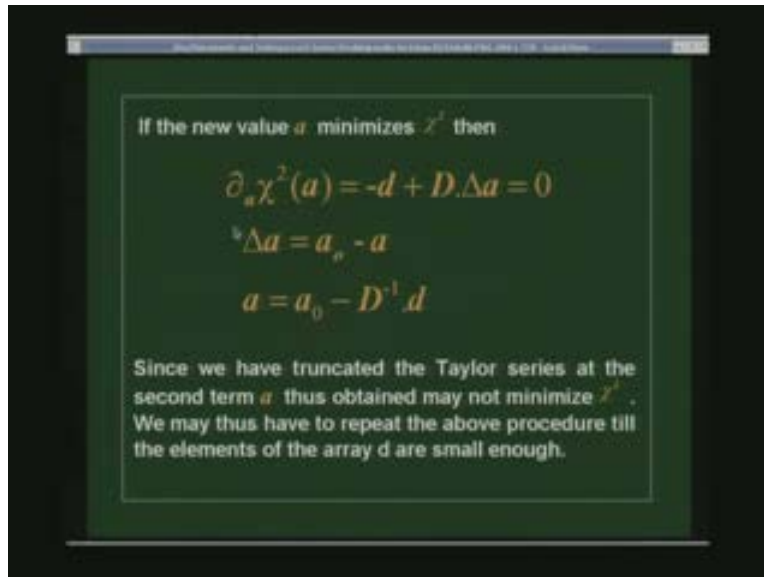 If the new value a minimizes χ² then
∂ₐχ²(a) = -d + D.Δa = 0
Δa = aₒ - a
a = a₀ – D⁻¹.d
Since we have truncated the Taylor series at the
second term a thus obtained may not minimize χ² .
We may thus have to repeat the above procedure till
the elements of the array d are small enough.